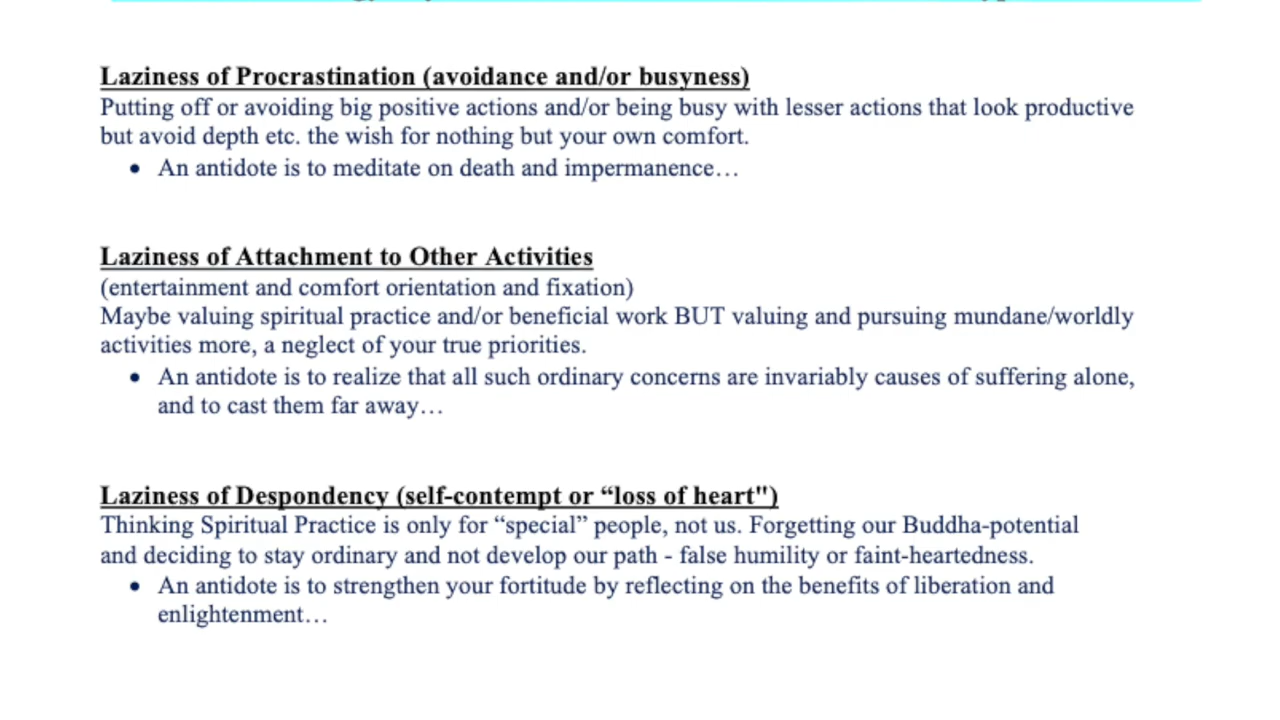 Laziness of Procrastination (avoidance and/or busyness)
Putting off or avoiding big positive actions and/or being busy with lesser actions that look productive
but avoid depth etc. the wish for nothing but your own comfort.
• An antidote is to meditate on death and impermanence…
Laziness of Attachment to Other Activities
(entertainment and comfort orientation and fixation)
Maybe valuing spiritual practice and/or beneficial work BUT valuing and pursuing mundane/worldly
activities more, a neglect of your true priorities.
• An antidote is to realize that all such ordinary concerns are invariably causes of suffering alone,
and to cast them far away…
Laziness of Despondency (self-contempt or “loss of heart")
Thinking Spiritual Practice is only for “special” people, not us. Forgetting our Buddha-potential
and deciding to stay ordinary and not develop our path - false humility or faint-heartedness.
• An antidote is to strengthen your fortitude by reflecting on the benefits of liberation and
enlightenment…